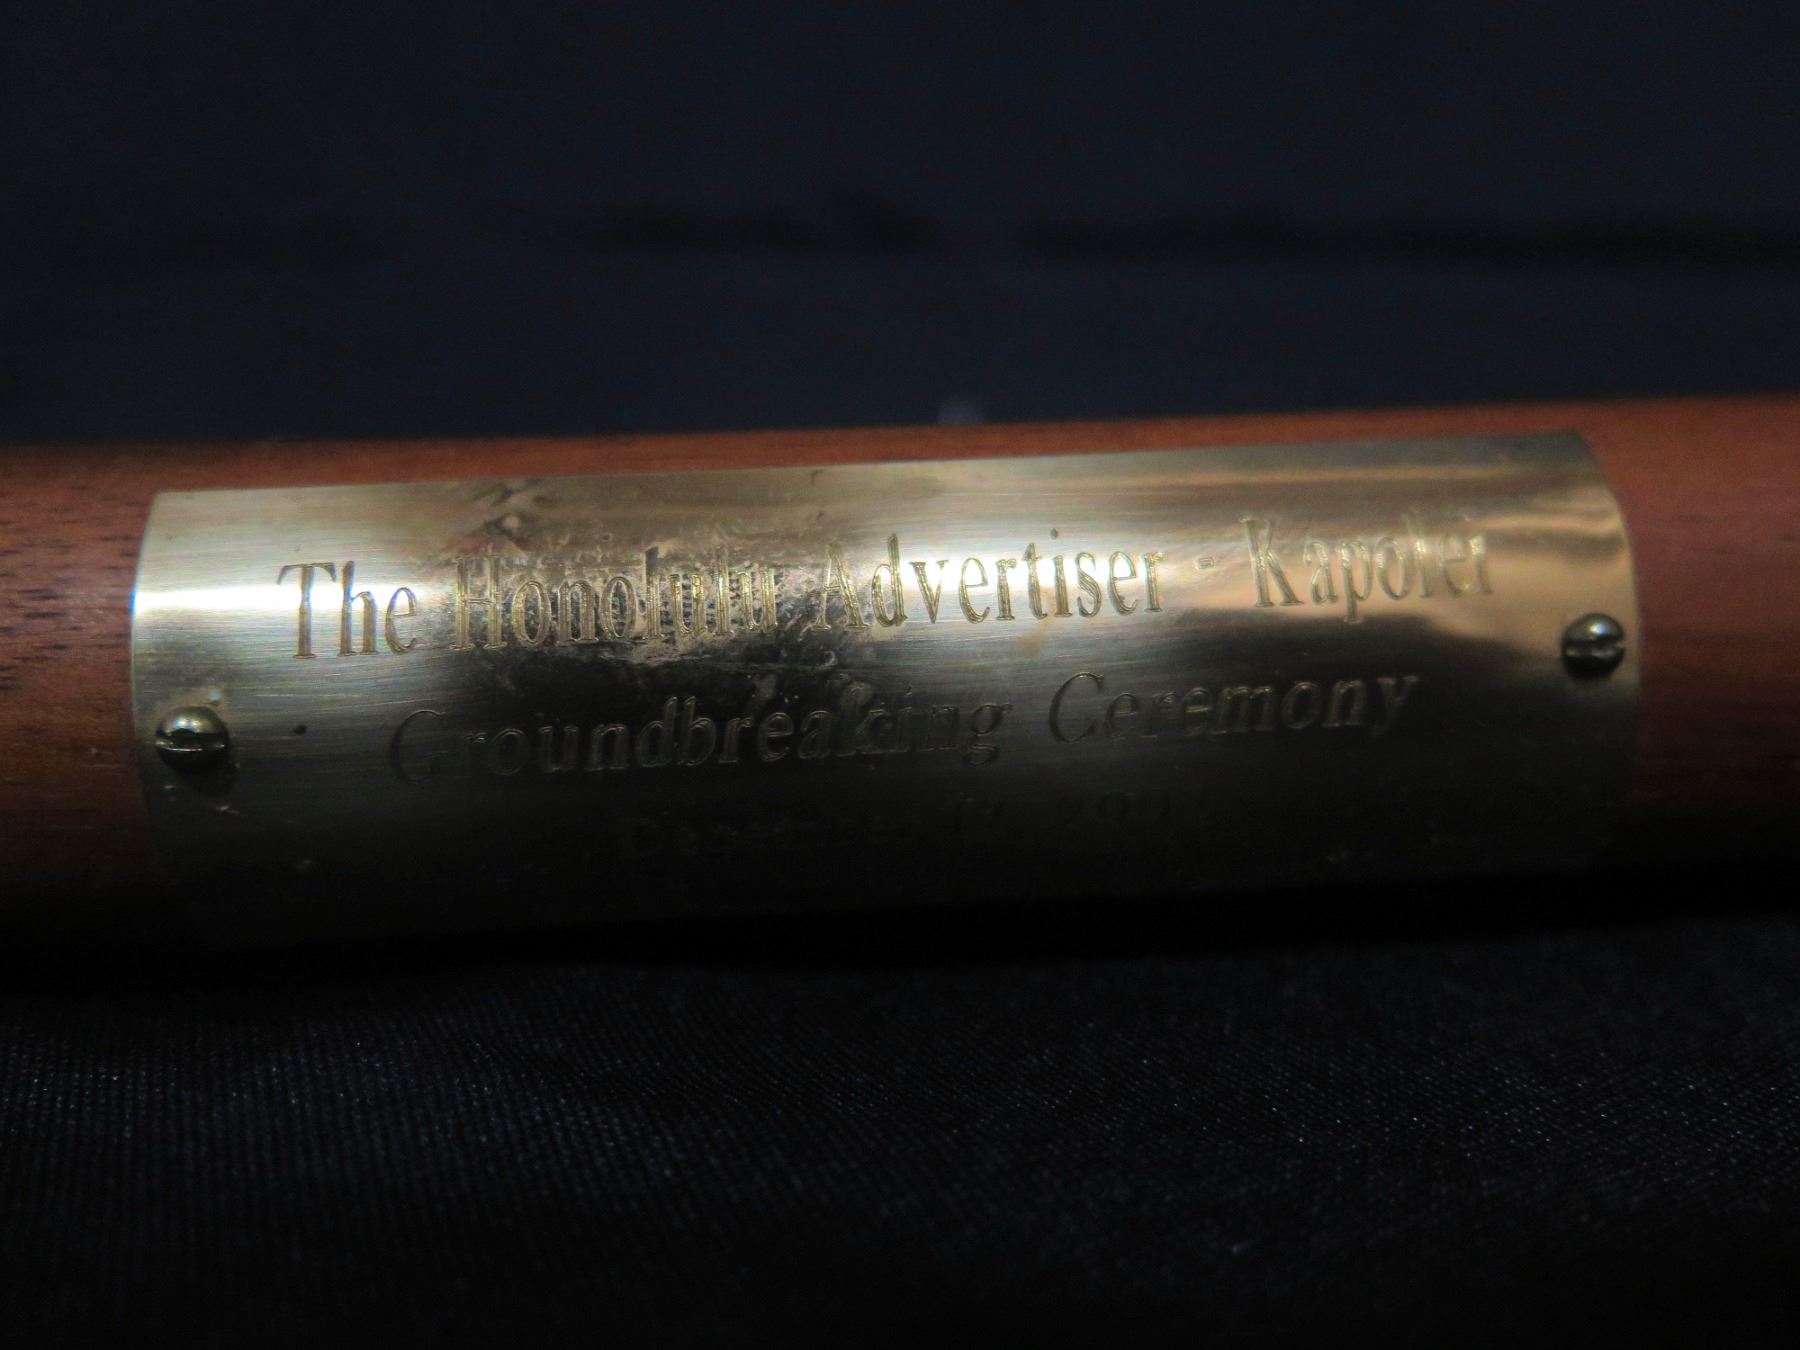 The Honolulu Advertiser - Kapolei
Groundbreaking Ceremony